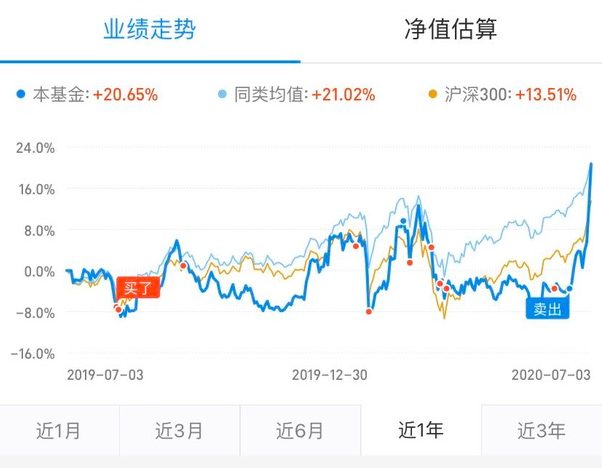 业绩走势 净值估算
本基金: +20.65% 同类均值: +21.02% 沪深300: +13.51%
24.0%
16.0%
8.0%
0.0%
买了
-8.0%
卖出
-16.0%
2019-07-03 2019-12-30 2020-07-03
近1月 近3月 近6月 近1年 近3年